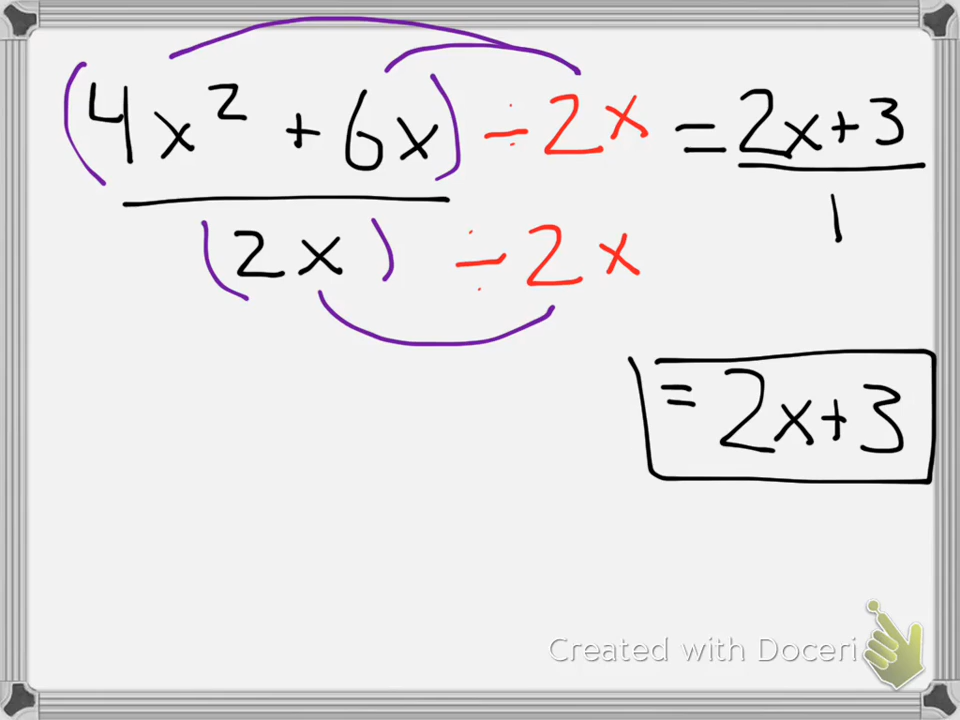 (4x² + 6x) ÷ 2x = 2x+3
(2x) ÷ 2x 1
= 2x+3
Created with Doceri